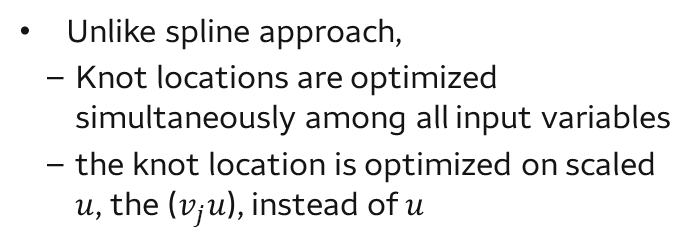 • Unlike spline approach,
– Knot locations are optimized
simultaneously among all input variables
– the knot location is optimized on scaled
u, the (vⱼu), instead of u